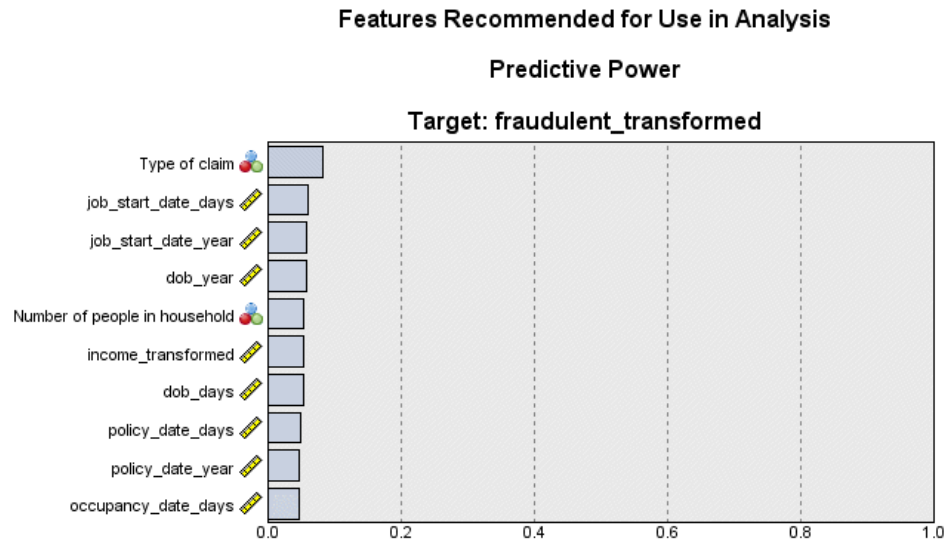 Features Recommended for Use in Analysis
Predictive Power
Target: fraudulent_transformed
Type of claim
job_start_date_days
job_start_date_year
dob_year
Number of people in household
income_transformed
dob_days
policy_date_days
policy_date_year
occupancy_date_days
0.0 0.2 0.4 0.6 0.8 1.0